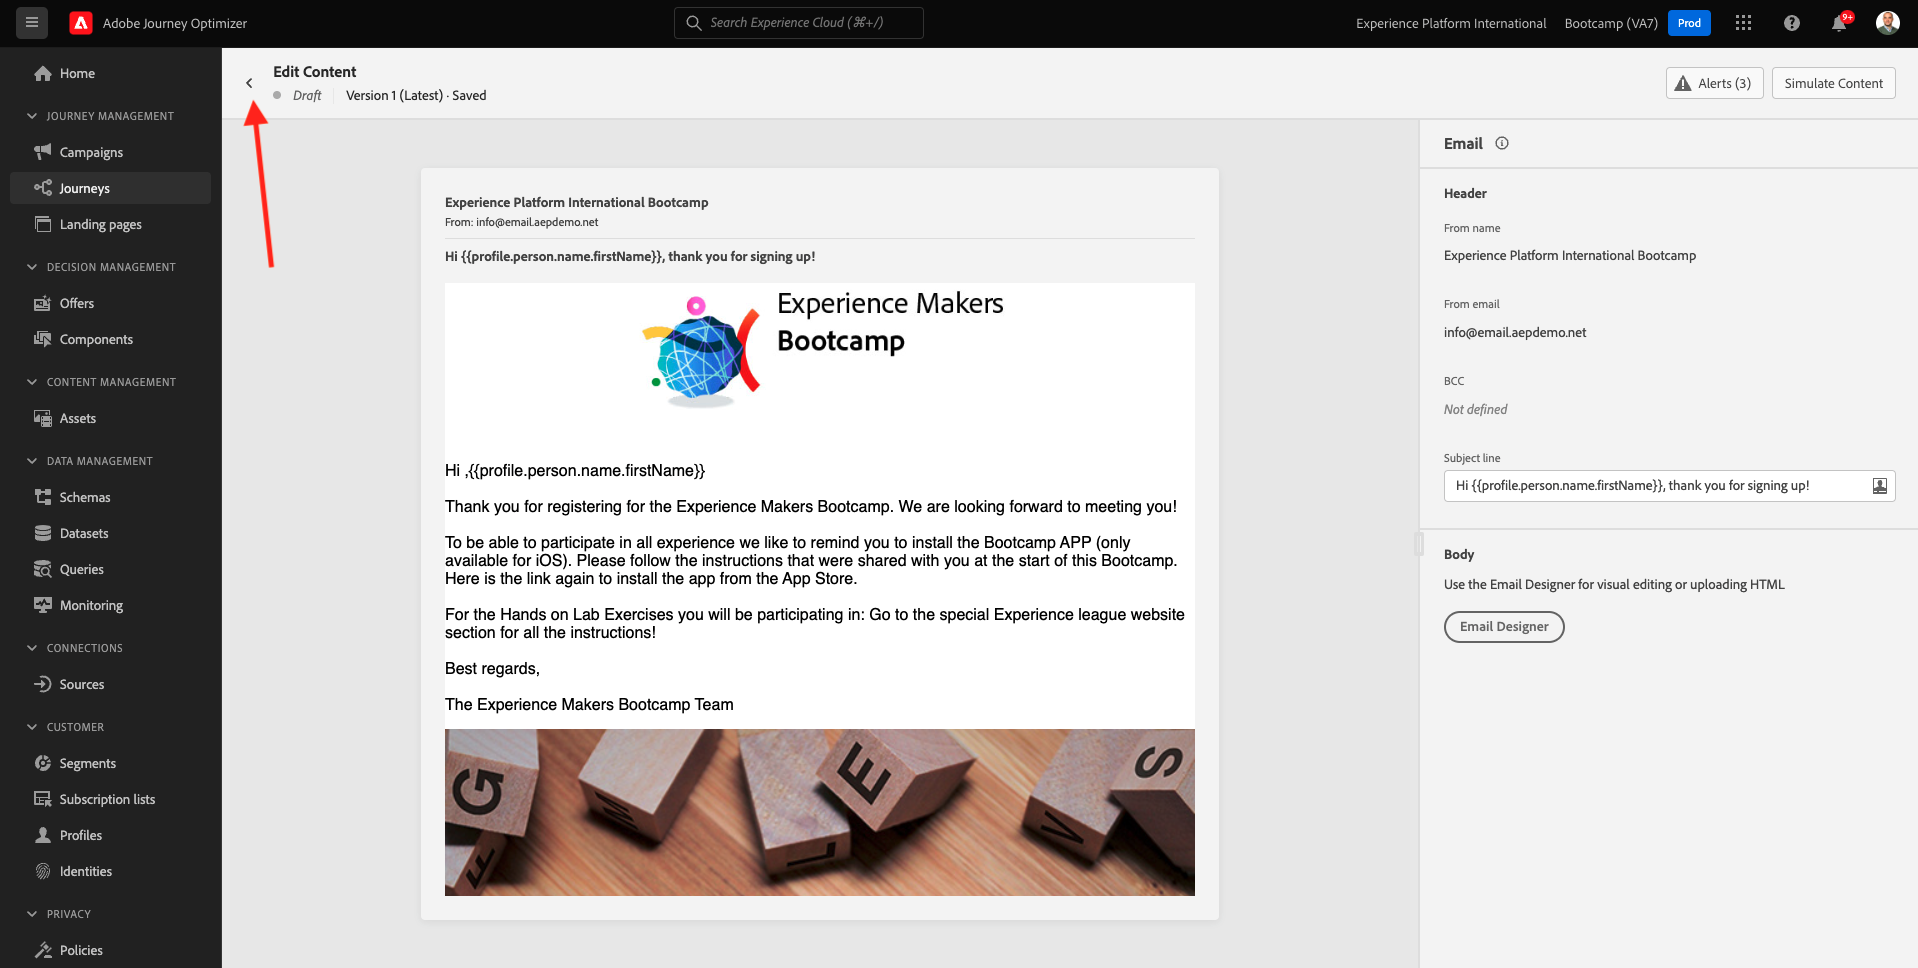 Adobe Journey Optimizer
Search Experience Cloud (⌘+/)
Experience Platform International
Bootcamp (VA7)
Prod
9+
Home
JOURNEY MANAGEMENT
Campaigns
Journeys
Landing pages
DECISION MANAGEMENT
Offers
Components
CONTENT MANAGEMENT
Assets
DATA MANAGEMENT
Schemas
Datasets
Queries
Monitoring
CONNECTIONS
Sources
CUSTOMER
Segments
Subscription lists
Profiles
Identities
PRIVACY
Policies
Edit Content
Draft
Version 1 (Latest) · Saved
Alerts (3)
Simulate Content
Experience Platform International Bootcamp
From: info@email.aepdemo.net
Hi {{profile.person.name.firstName}}, thank you for signing up!
Experience Makers
Bootcamp
Hi ,{{profile.person.name.firstName}}
Thank you for registering for the Experience Makers Bootcamp. We are looking forward to meeting you!
To be able to participate in all experience we like to remind you to install the Bootcamp APP (only
available for iOS). Please follow the instructions that were shared with you at the start of this Bootcamp.
Here is the link again to install the app from the App Store.
For the Hands on Lab Exercises you will be participating in: Go to the special Experience league website
section for all the instructions!
Best regards,
The Experience Makers Bootcamp Team
G
M
E
S
F
L
V
Email
Header
From name
Experience Platform International Bootcamp
From email
info@email.aepdemo.net
BCC
Not defined
Subject line
Hi {{profile.person.name.firstName}}, thank you for signing up!
Body
Use the Email Designer for visual editing or uploading HTML
Email Designer